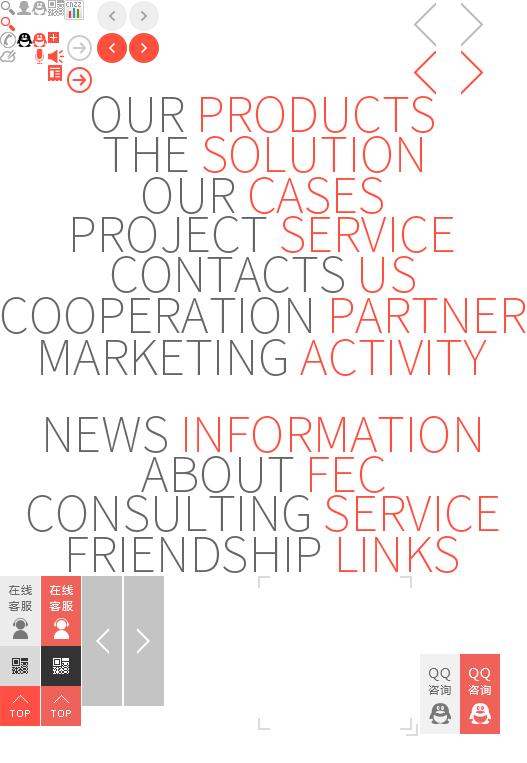 CNZZ
OUR PRODUCTS
THE SOLUTION
OUR CASES
PROJECT SERVICE
CONTACTS US
COOPERATION PARTNER
MARKETING ACTIVITY
NEWS INFORMATION
ABOUT FEC
CONSULTING SERVICE
FRIENDSHIP LINKS
在线
客服
在线
客服
TOP
TOP
QQ
咨询
QQ
咨询